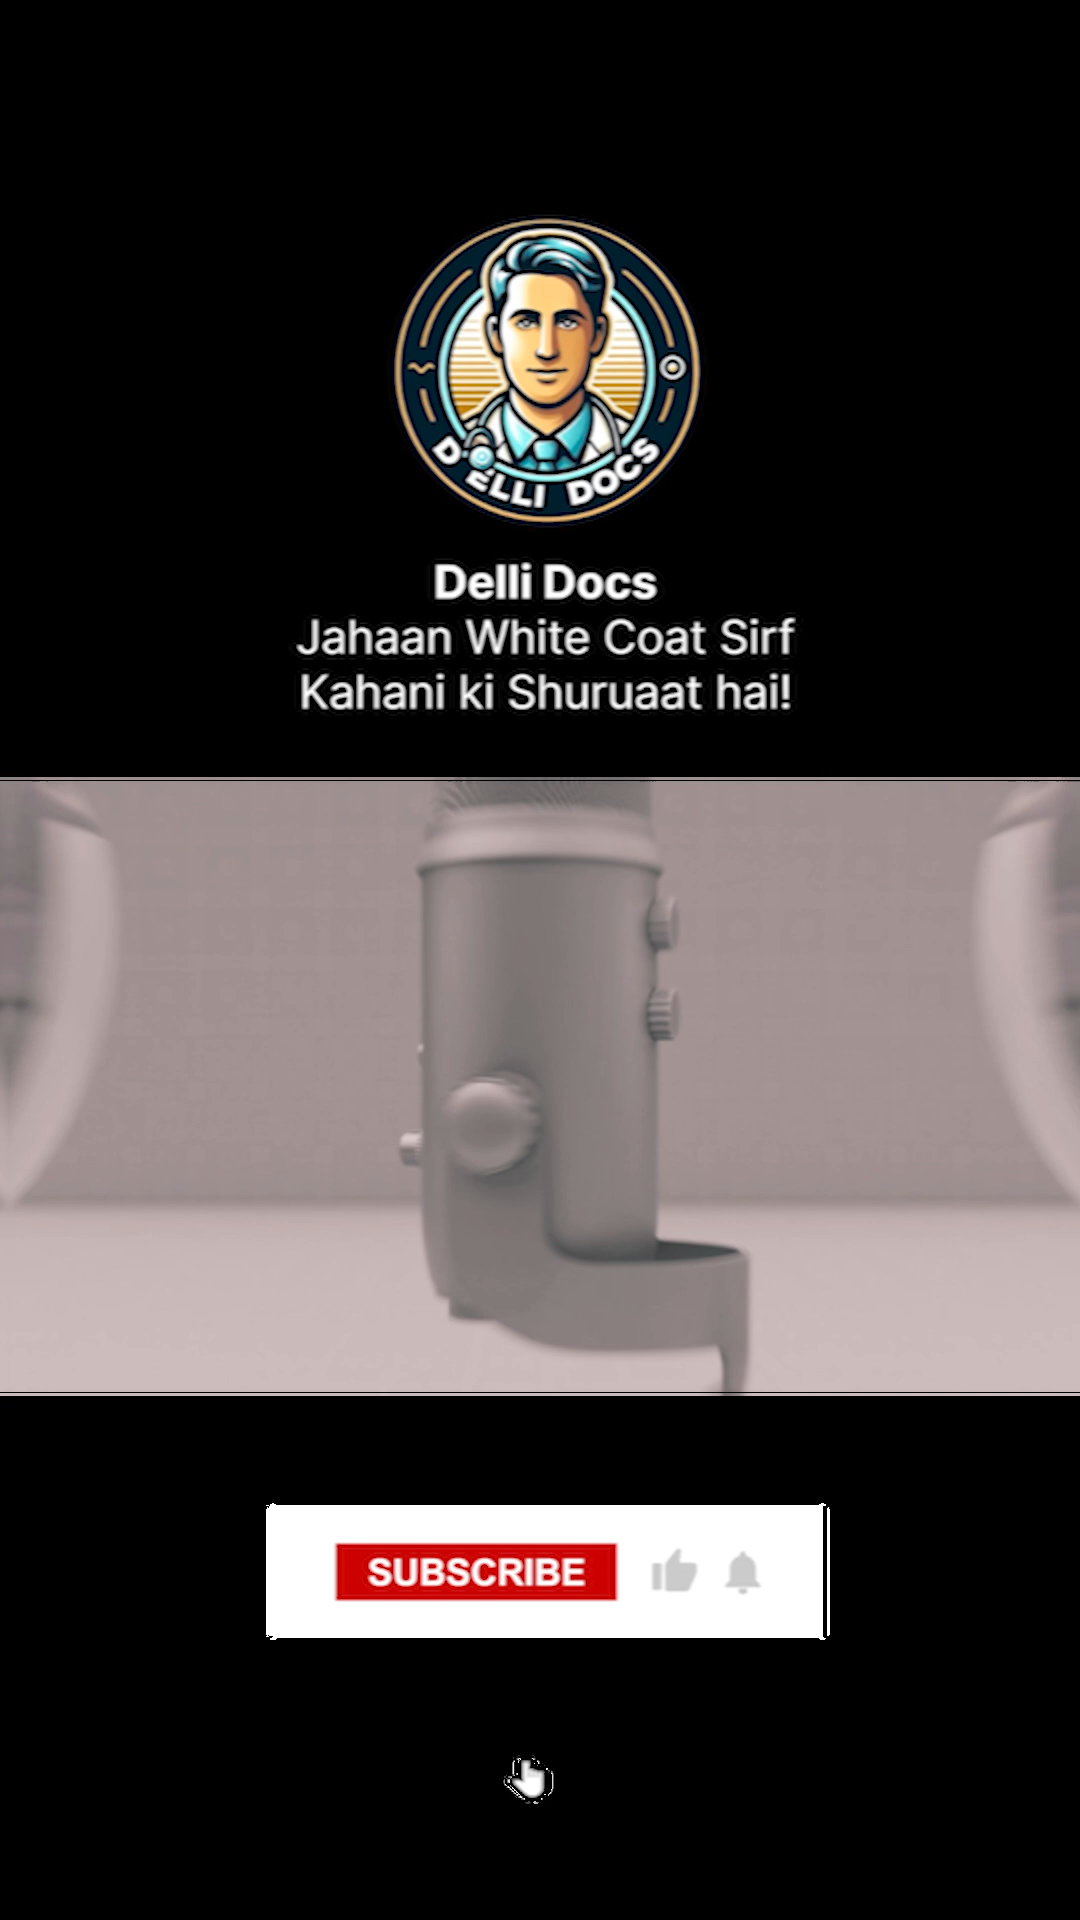 DELLI DOCS
Delli Docs
Jahaan White Coat Sirf
Kahani ki Shuruaat hai!
SUBSCRIBE